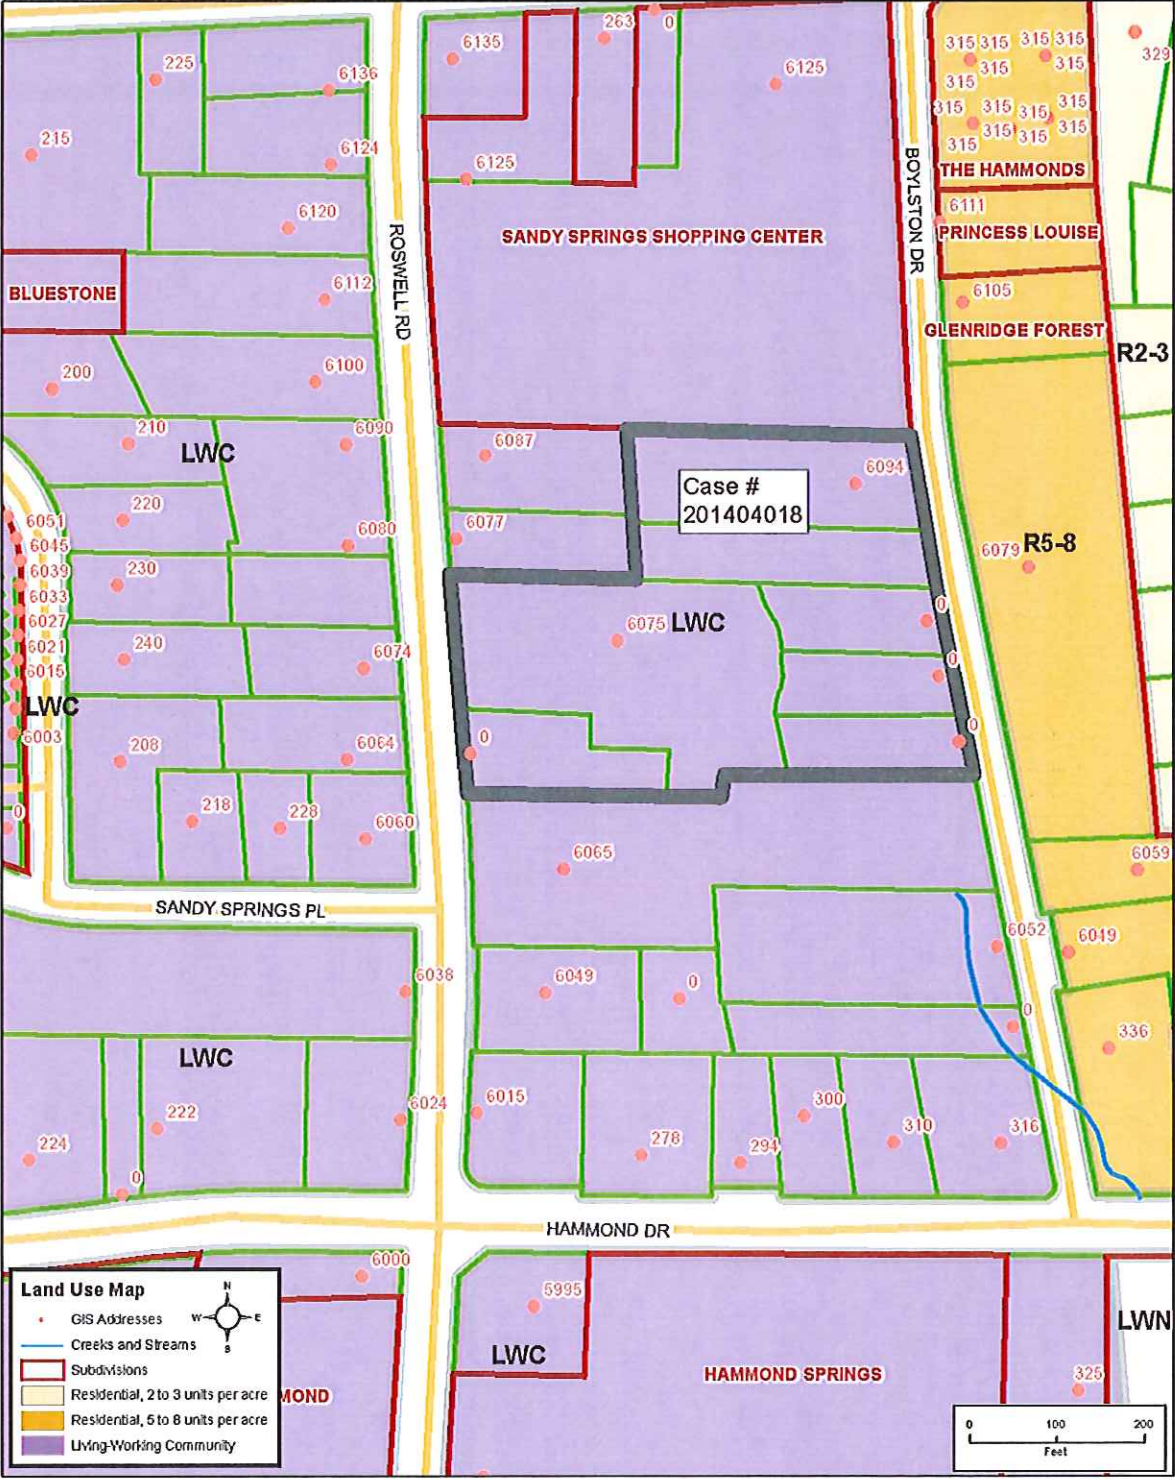 6135
263
0
6125
225
6136
215
6124
6125
6120
315 315
315 315
315
315
315
315
315
315
315
315
315
315
315
315
329
THE HAMMONDS
6111
PRINCESS LOUISE
6105
GLENRIDGE FOREST
R2-3
BOYLSTON DR
SANDY SPRINGS SHOPPING CENTER
ROSWELL RD
BLUESTONE
6112
200
6100
210
LWC
6090
6087
6094
Case #
201404018
220
6080
6077
6079
R5-8
6051
6045
6039
6033
6027
6021
6015
LWC
6003
0
230
240
6074
6075
LWC
0
0
0
0
208
6064
218
228
6060
6065
6059
SANDY SPRINGS PL
6052
6049
6038
6049
0
0
336
LWC
222
224
0
6024
6015
278
294
300
310
316
HAMMOND DR
6000
5995
LWC
HAMMOND SPRINGS
325
LWN
MOND
Land Use Map
N
W
E
S
GIS Addresses
Creeks and Streams
Subdivisions
Residential, 2 to 3 units per acre
Residential, 5 to 8 units per acre
Living-Working Community
0 100 200
Feet